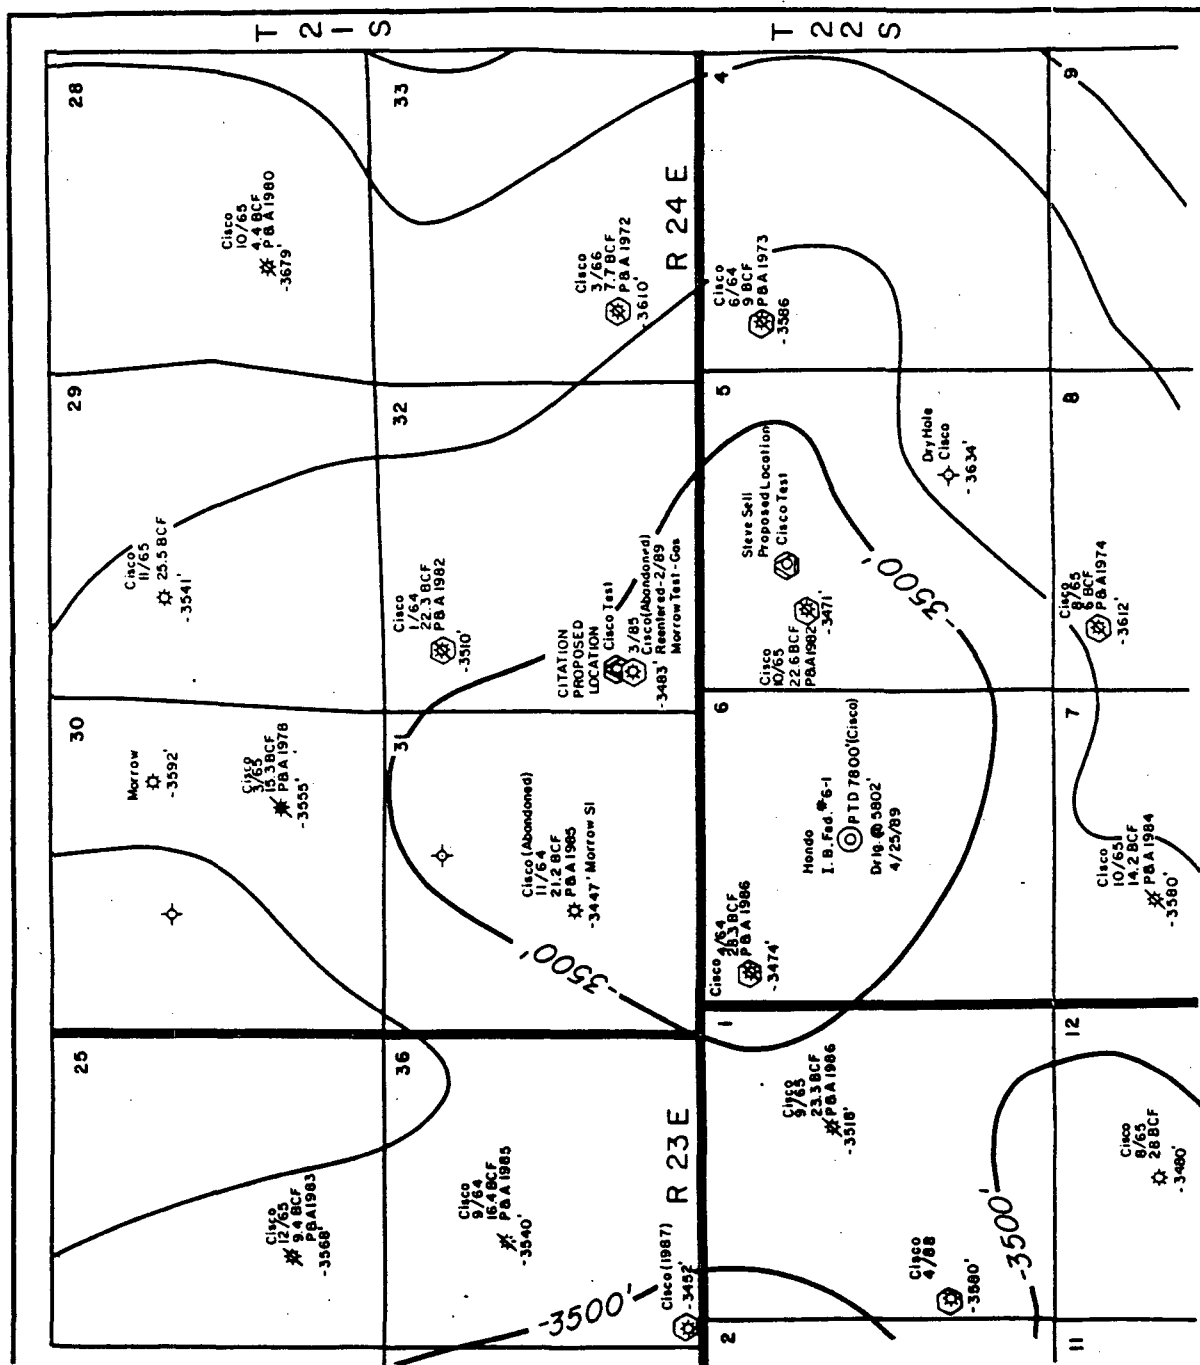 T 21 S
T 22 S
28
33
4
9
Cisco
10/65
4.4 BCF
P&A 1980
-3679'
Cisco
3/66
7.7 BCF
P&A 1972
-3610'
R 24 E
Cisco
6/64
9 BCF
P&A 1973
-3586
29
32
5
8
Cisco
11/65
25.5 BCF
-3541'
Cisco
1/64
22.3 BCF
P&A 1982
-3510'
CITATION
PROPOSED
LOCATION
Cisco Test
3/85
Cisco (Abandoned)
Reentered-2/89
Morrow Test-Gas
-3483'
Steve Sell
Proposed Location
Cisco Test
Dry Hole
Cisco
-3634'
-3500'
Cisco
10/65
22.6 BCF
P&A 1982
-3471'
Cisco
8/65
6 BCF
P&A 1974
-3612'
30
31
6
7
Morrow
-3592'
Cisco
3/65
15.3 BCF
P&A 1978
-3555'
Cisco (Abandoned)
11/64
21.2 BCF
P&A 1985
-3447' Morrow SI
-3500'
Hondo
I. B. Fed. #6-1
PTD 7800' (Cisco)
Drlg. @ 5802'
4/25/89
Cisco 4/64
28.3 BCF
P&A 1986
-3474'
Cisco
10/65
14.2 BCF
P&A 1984
-3580'
25
36
1
12
Cisco
12/65
9.4 BCF
P&A 1983
-3568'
Cisco
9/64
16.4 BCF
P&A 1985
-3540'
R 23 E
Cisco
9/65
23.3 BCF
P&A 1986
-3518'
Cisco
8/65
28 BCF
-3480'
-3500'
Cisco (1987)
-3452'
Cisco
4/88
-3580'
-3500'
2
11